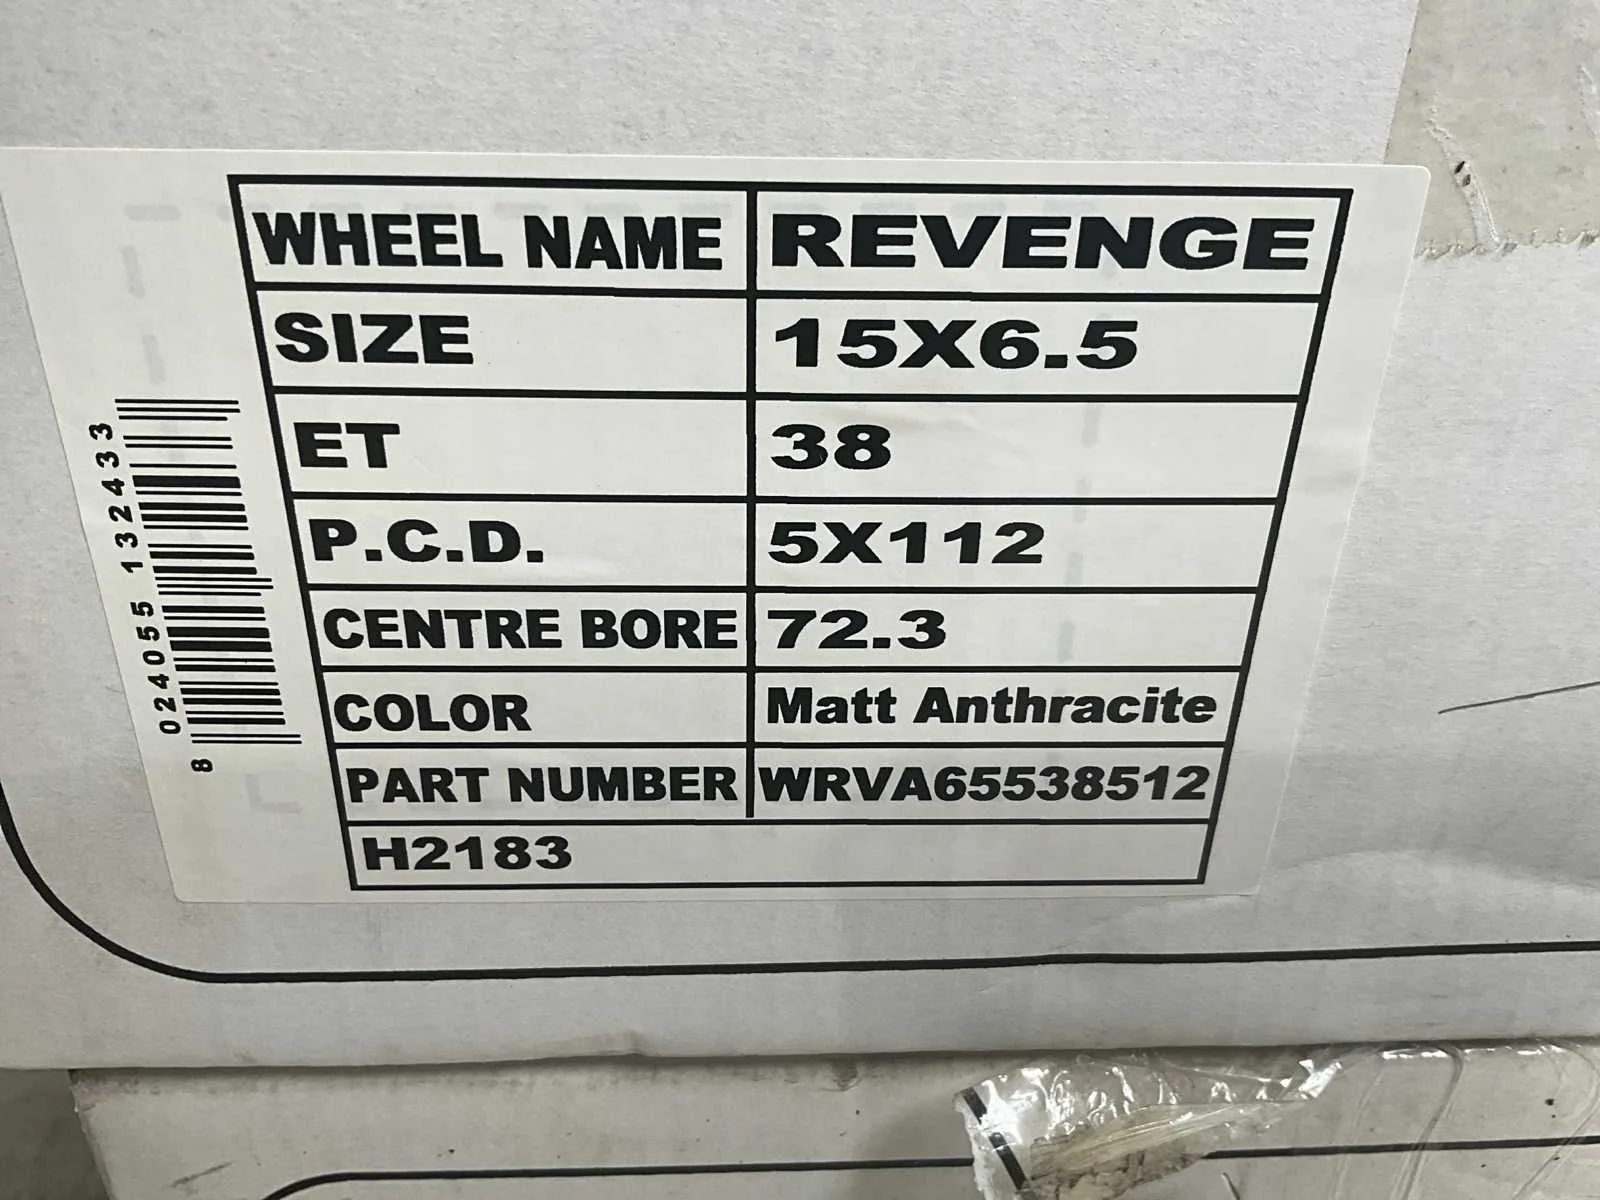 WHEEL NAME REVENGE
SIZE 15X6.5
ET 38
P.C.D. 5X112
CENTRE BORE 72.3
COLOR Matt Anthracite
PART NUMBER WRVA65538512
H2183
8 024055 132433